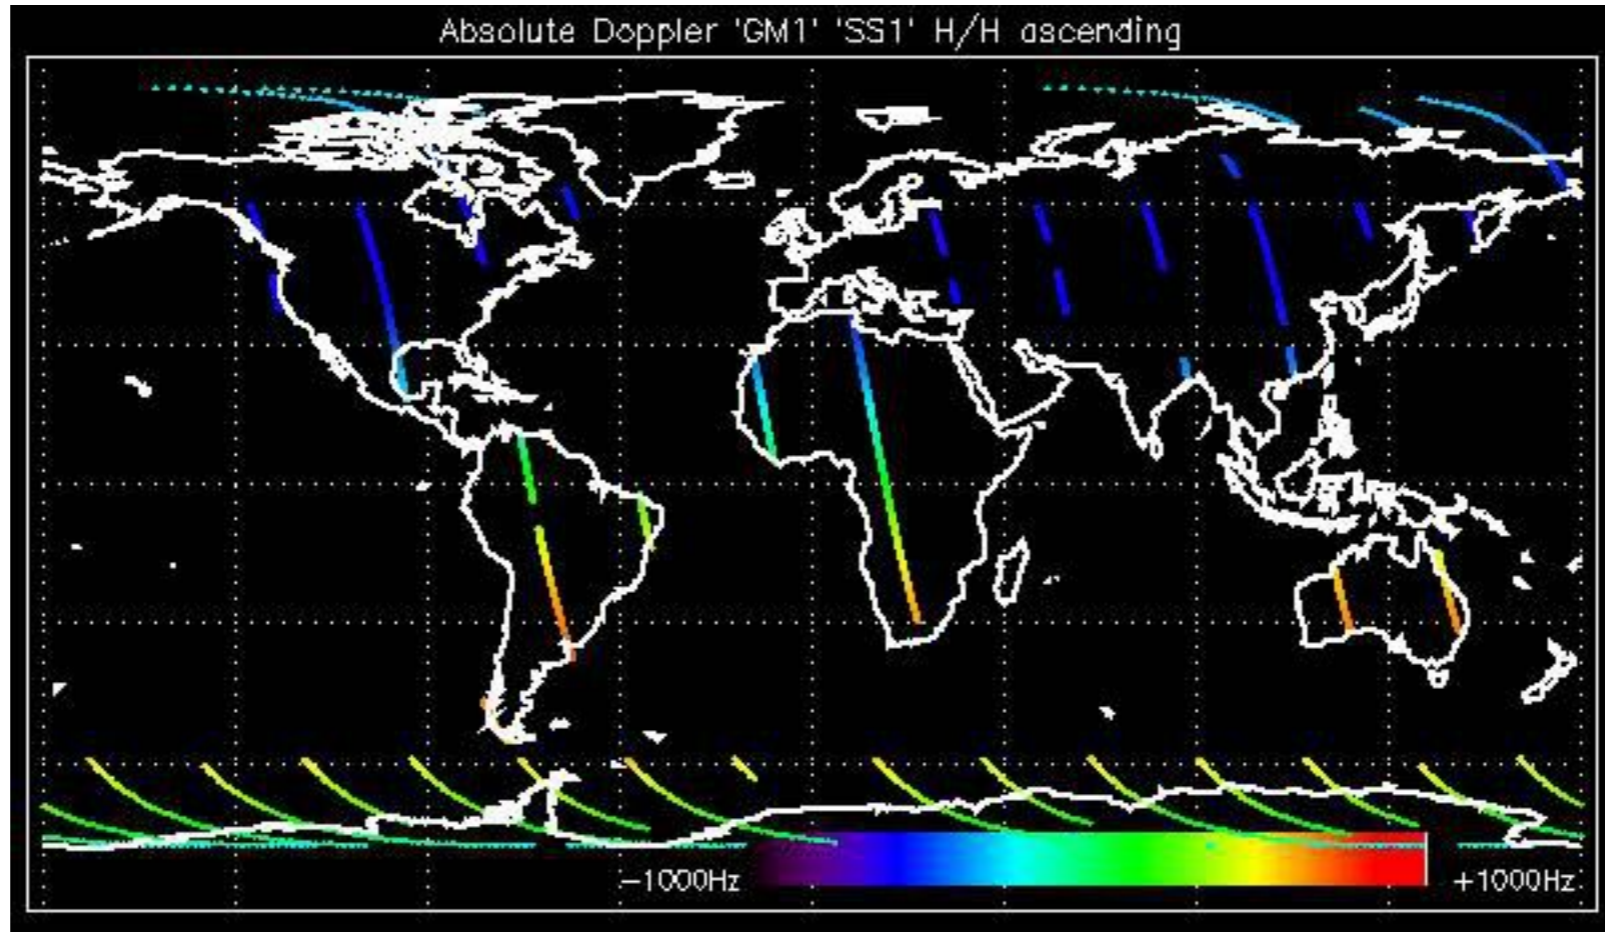 Absolute Doppler 'GM1' 'SS1' H/H ascending
−1000Hz
+1000Hz